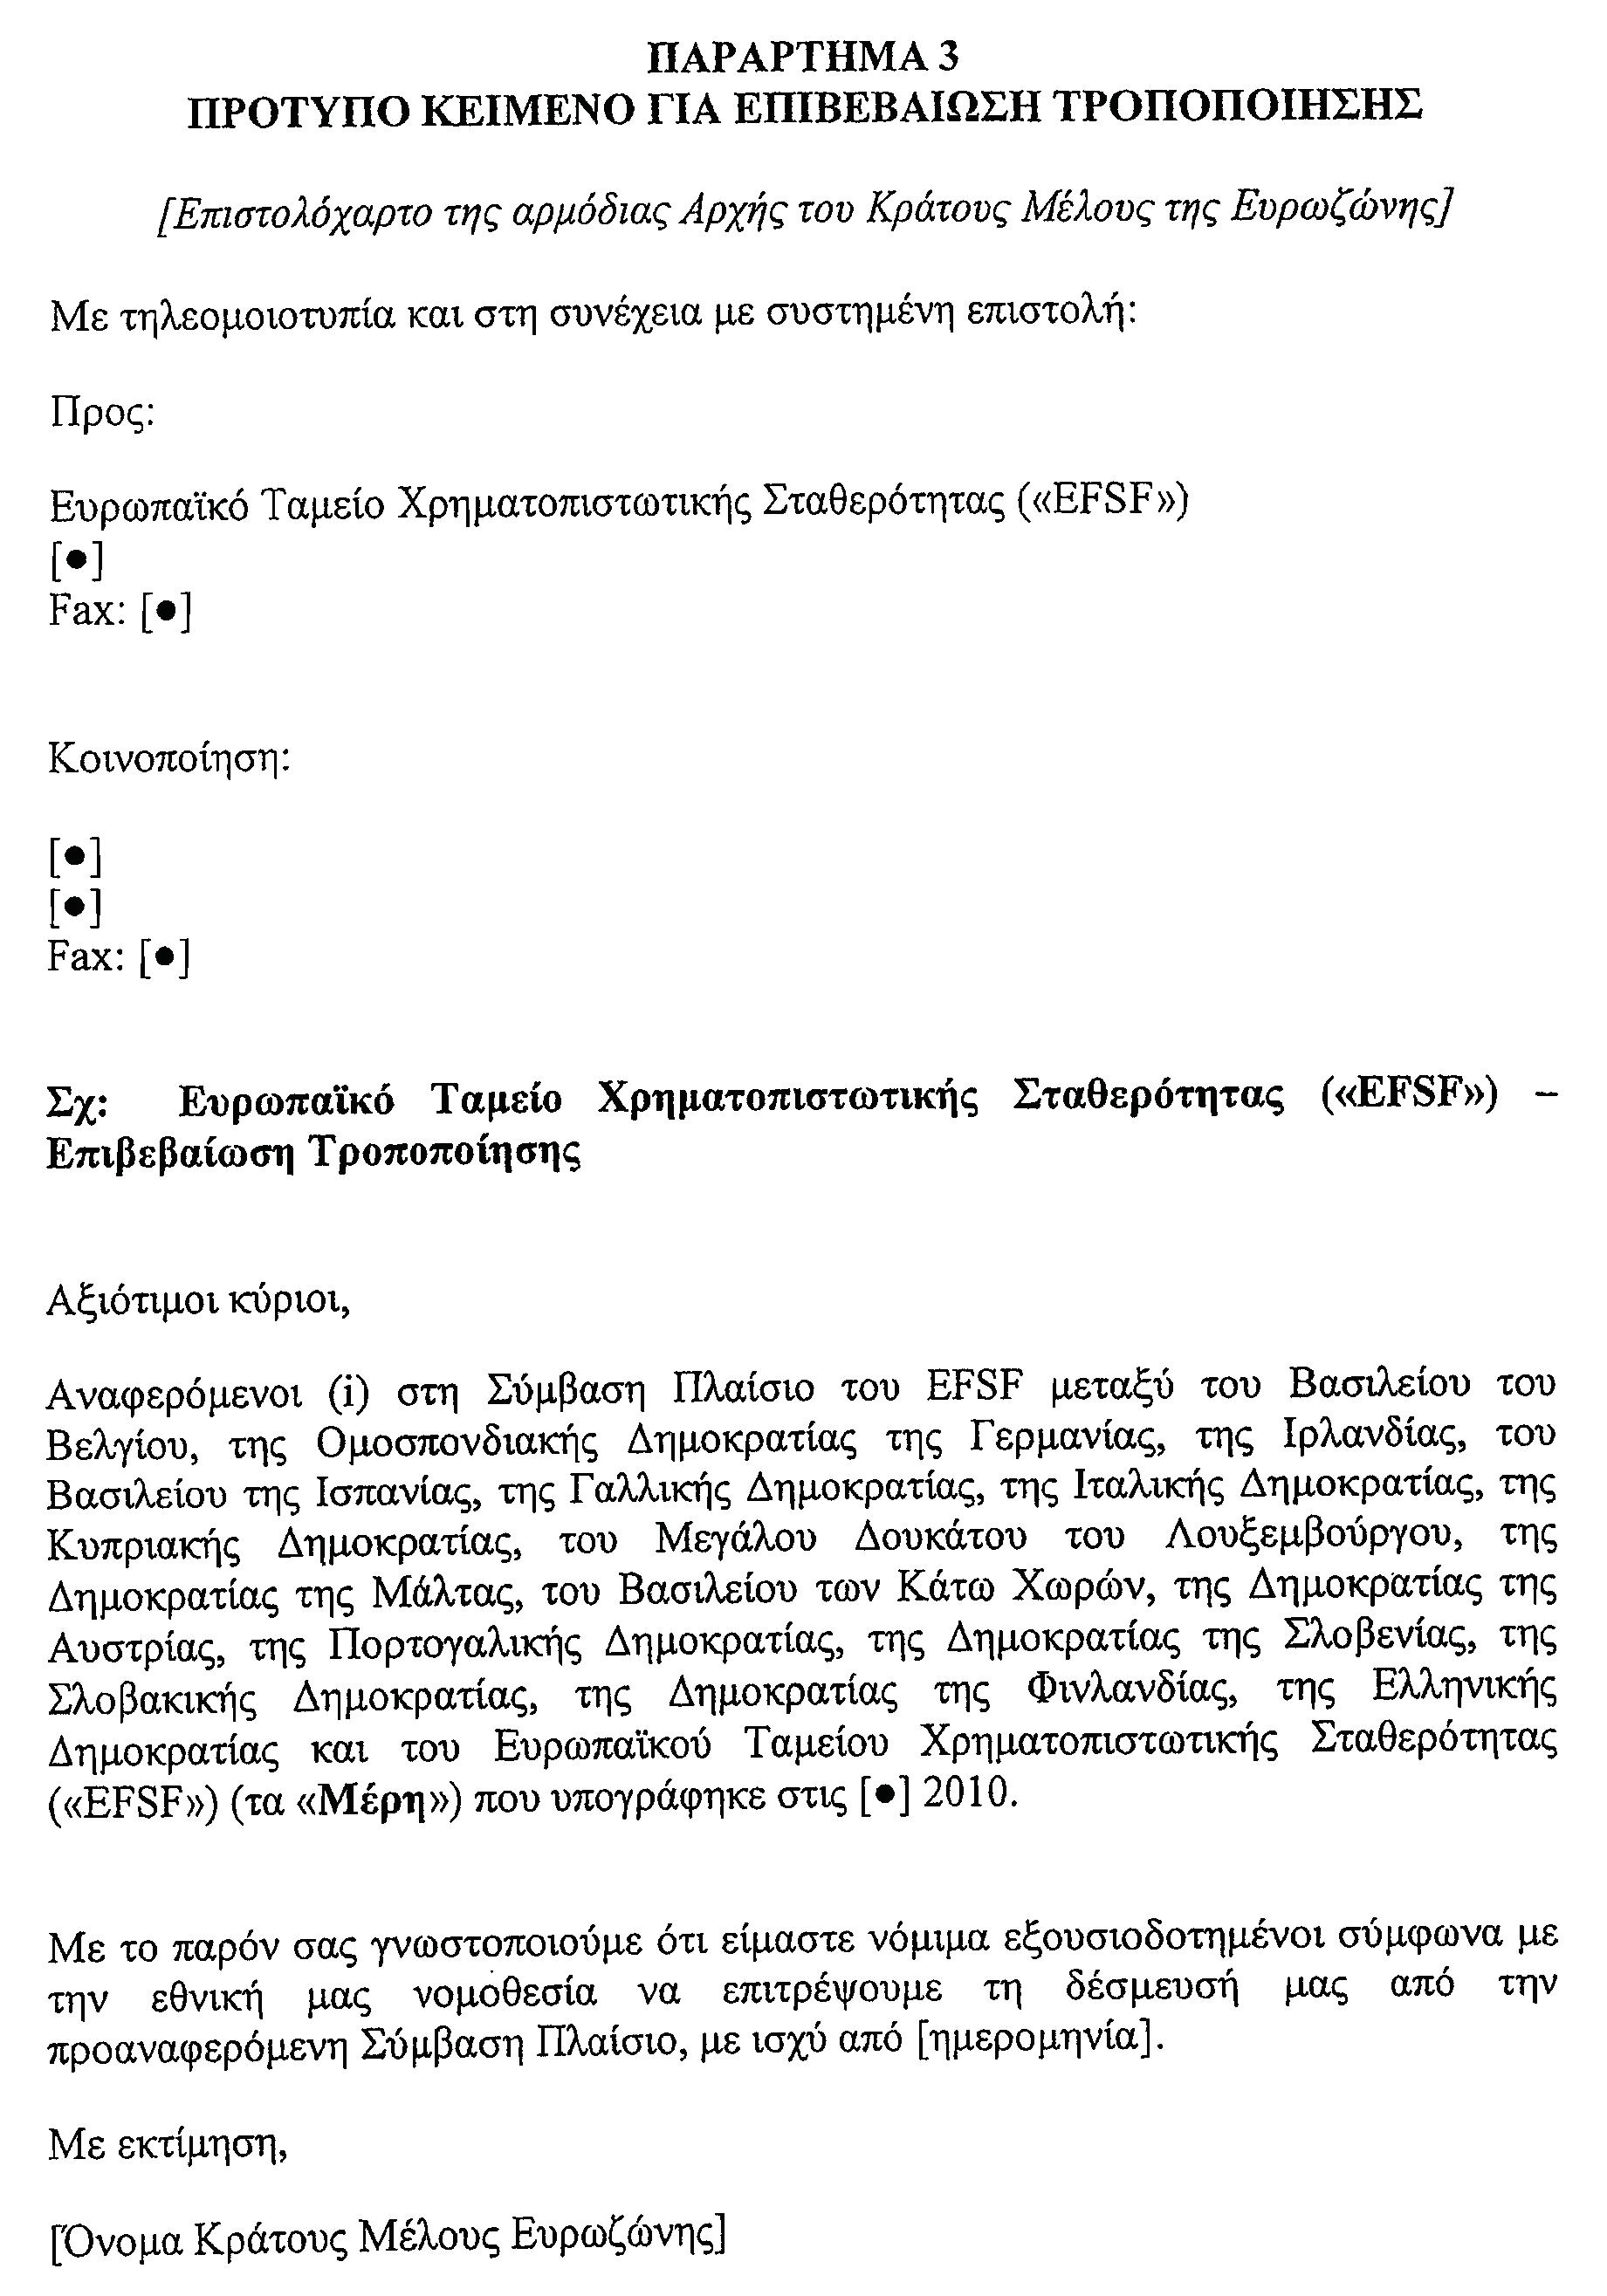 ΠΑΡΑΡΤΗΜΑ 3
ΠΡΟΤΥΠΟ ΚΕΙΜΕΝΟ ΓΙΑ ΕΠΙΒΕΒΑΙΩΣΗ ΤΡΟΠΟΠΟΙΗΣΗΣ
[Επιστολόχαρτο της αρμόδιας Αρχής του Κράτους Μέλους της Ευρωζώνης]
Με τηλεομοιοτυπία και στη συνέχεια με συστημένη επιστολή:
Προς:
Ευρωπαϊκό Ταμείο Χρηματοπιστωτικής Σταθερότητας («EFSF»)
[•]
Fax: [•]
Κοινοποίηση:
[•]
[•]
Fax: [•]
Σχ: Ευρωπαϊκό Ταμείο Χρηματοπιστωτικής Σταθερότητας («EFSF») –
Επιβεβαίωση Τροποποίησης
Αξιότιμοι κύριοι,
Αναφερόμενοι (i) στη Σύμβαση Πλαίσιο του EFSF μεταξύ του Βασιλείου του
Βελγίου, της Ομοσπονδιακής Δημοκρατίας της Γερμανίας, της Ιρλανδίας, του
Βασιλείου της Ισπανίας, της Γαλλικής Δημοκρατίας, της Ιταλικής Δημοκρατίας, της
Κυπριακής Δημοκρατίας, του Μεγάλου Δουκάτου του Λουξεμβούργου, της
Δημοκρατίας της Μάλτας, του Βασιλείου των Κάτω Χωρών, της Δημοκρατίας της
Αυστρίας, της Πορτογαλικής Δημοκρατίας, της Δημοκρατίας της Σλοβενίας, της
Σλοβακικής Δημοκρατίας, της Δημοκρατίας της Φινλανδίας, της Ελληνικής
Δημοκρατίας και του Ευρωπαϊκού Ταμείου Χρηματοπιστωτικής Σταθερότητας
(«EFSF») (τα «Μέρη») που υπογράφηκε στις [•] 2010.
Με το παρόν σας γνωστοποιούμε ότι είμαστε νόμιμα εξουσιοδοτημένοι σύμφωνα με
την εθνική μας νομοθεσία να επιτρέψουμε τη δέσμευσή μας από την
προαναφερόμενη Σύμβαση Πλαίσιο, με ισχύ από [ημερομηνία].
Με εκτίμηση,
[Όνομα Κράτους Μέλους Ευρωζώνης]